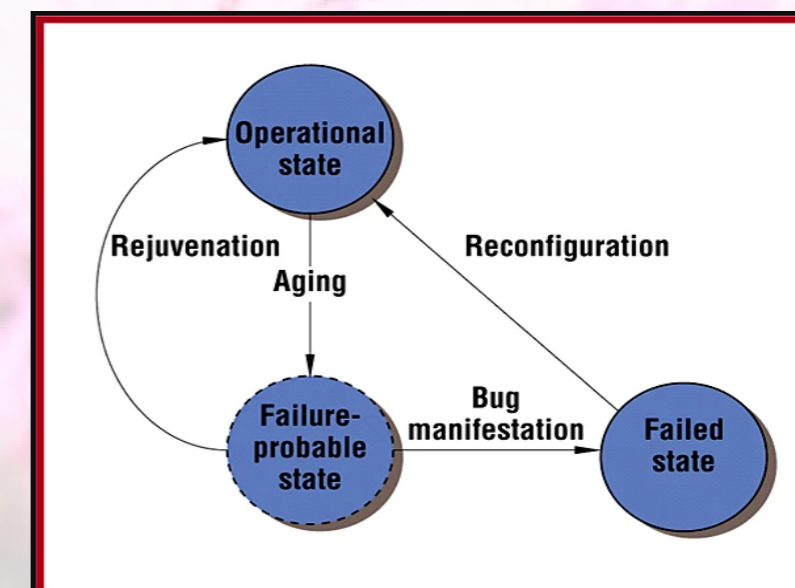 Operational
state
Rejuvenation
Reconfiguration
Aging
Bug
manifestation
Failure-
probable
state
Failed
state